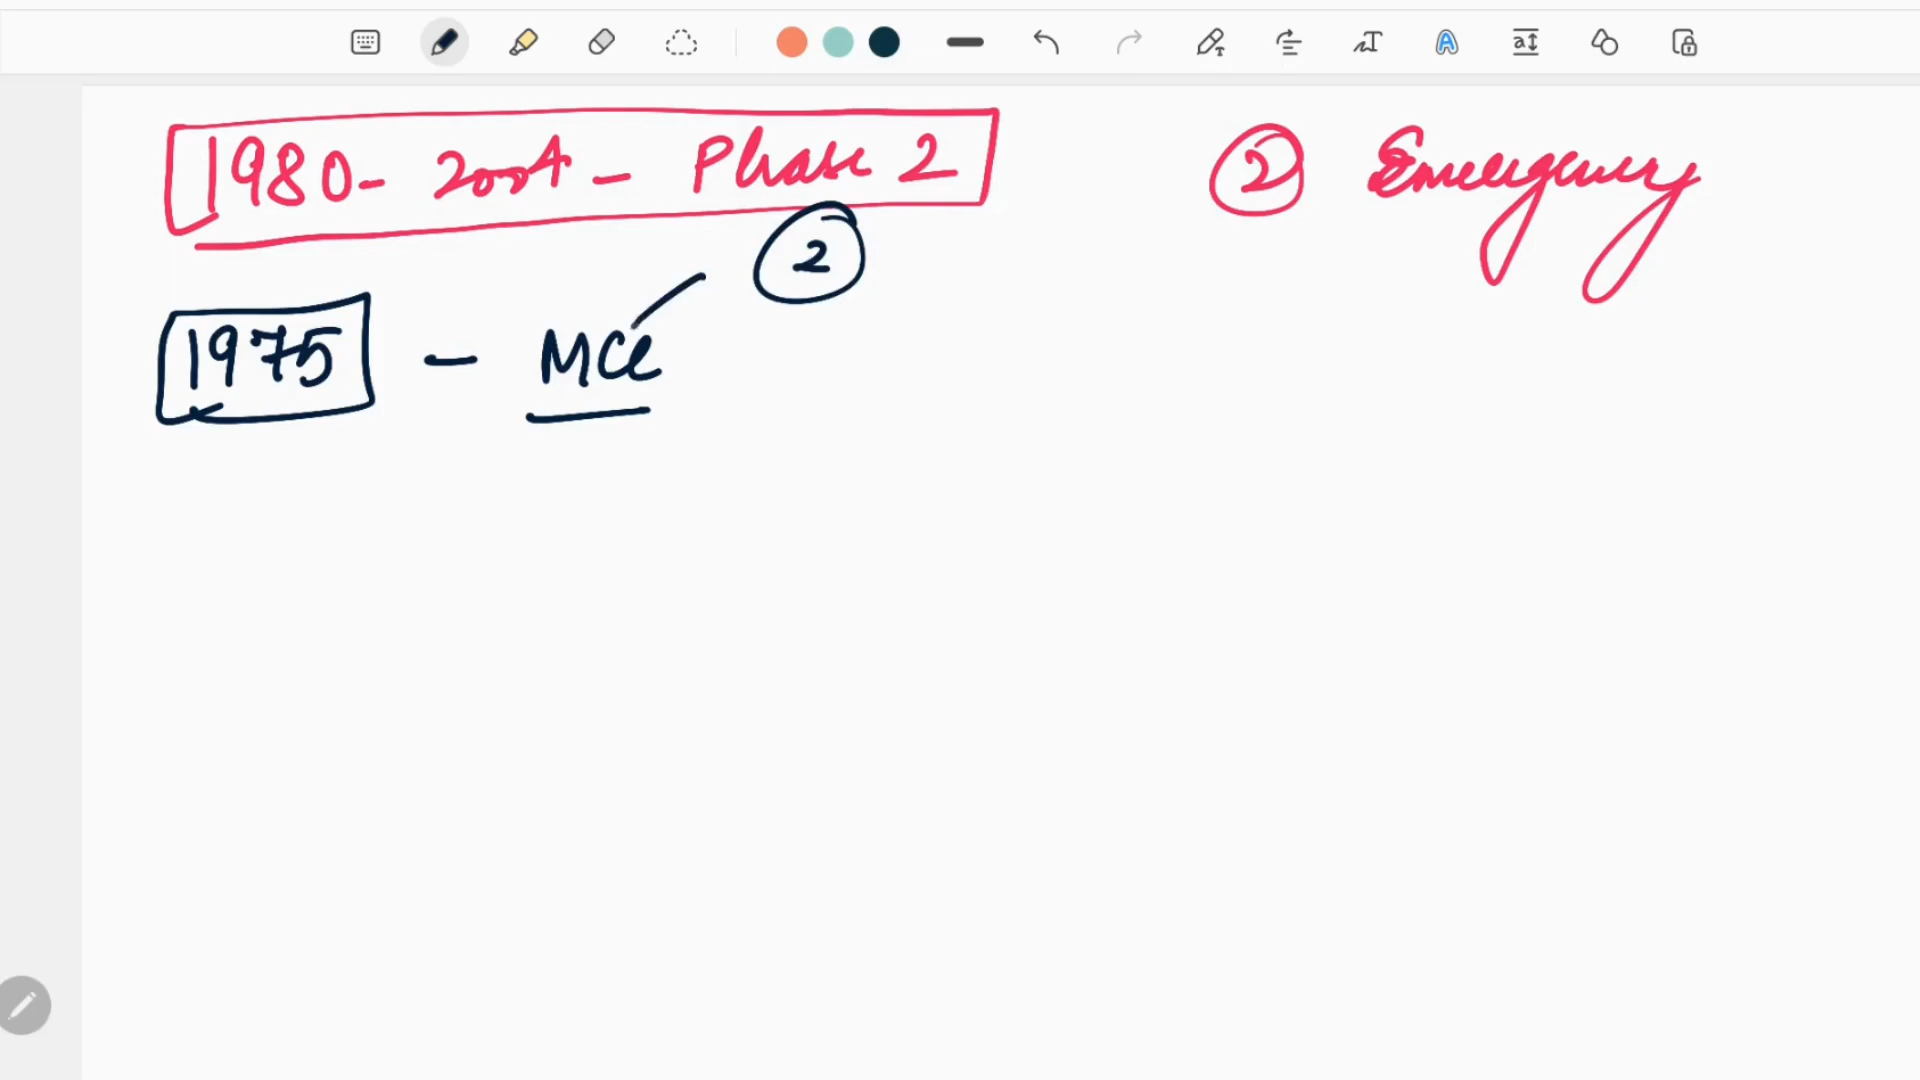 1980- 2004 - Phase 2
② Emergency
②
1975 - MCe